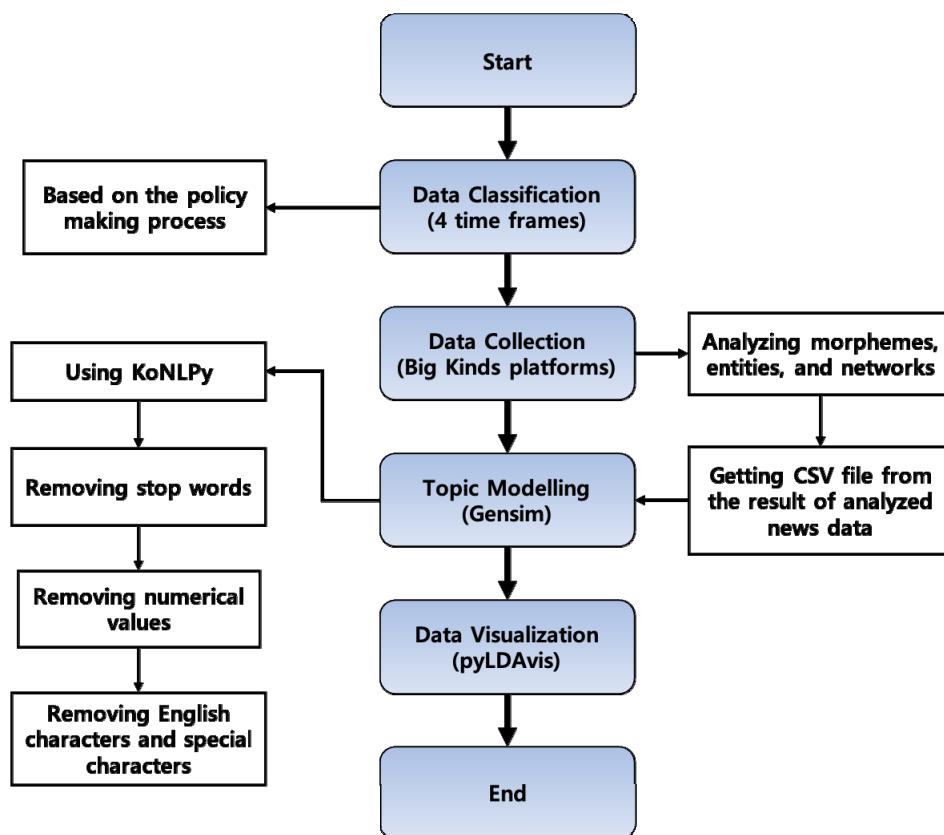 Start
Data Classification
(4 time frames)
Based on the policy
making process
Data Collection
(Big Kinds platforms)
Analyzing morphemes,
entities, and networks
Getting CSV file from
the result of analyzed
news data
Topic Modelling
(Gensim)
Using KoNLPy
Removing stop words
Removing numerical
values
Removing English
characters and special
characters
Data Visualization
(pyLDAvis)
End